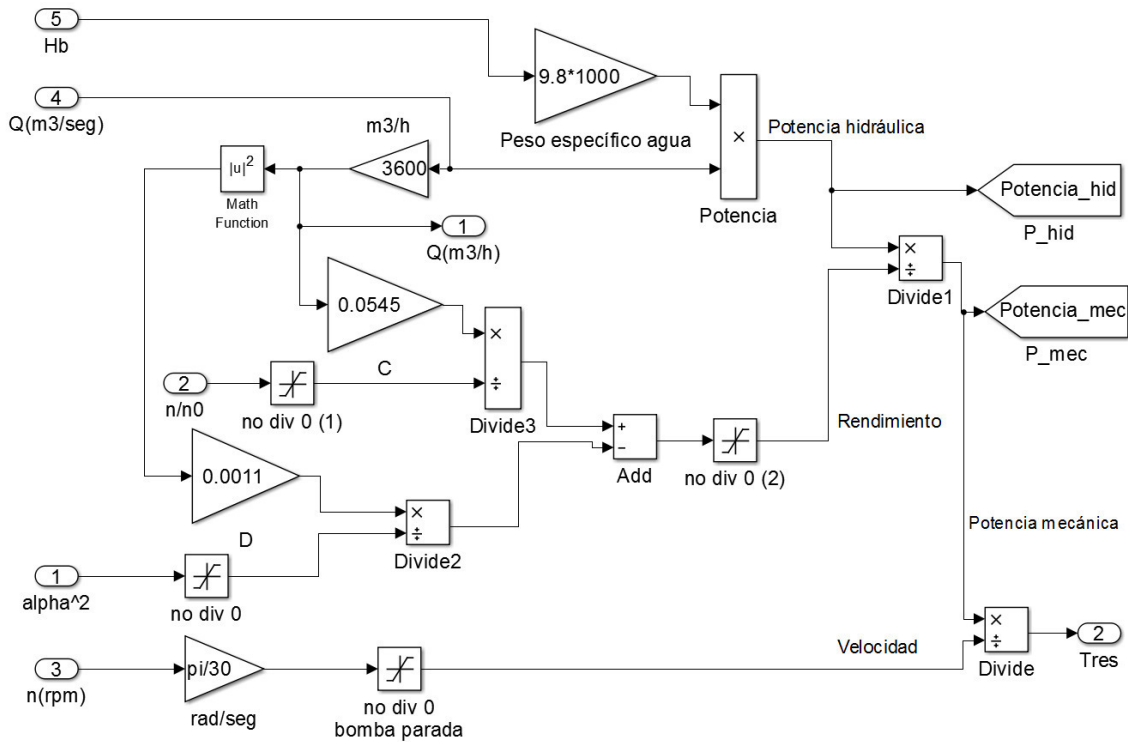 5
Hb
9.8*1000
Peso específico agua
4
Q(m3/seg)
m3/h
3600
|u|²
Math
Function
1
Q(m3/h)
×
Potencia
Potencia hidráulica
Potencia_hid
P_hid
×
÷
Divide1
Potencia_mec
P_mec
0.0545
×
÷
Divide3
C
2
n/n0
no div 0 (1)
+
−
Add
no div 0 (2)
Rendimiento
0.0011
×
÷
Divide2
D
1
alpha^2
no div 0
Potencia mecánica
3
n(rpm)
pi/30
rad/seg
no div 0
bomba parada
Velocidad
×
÷
Divide
2
Tres